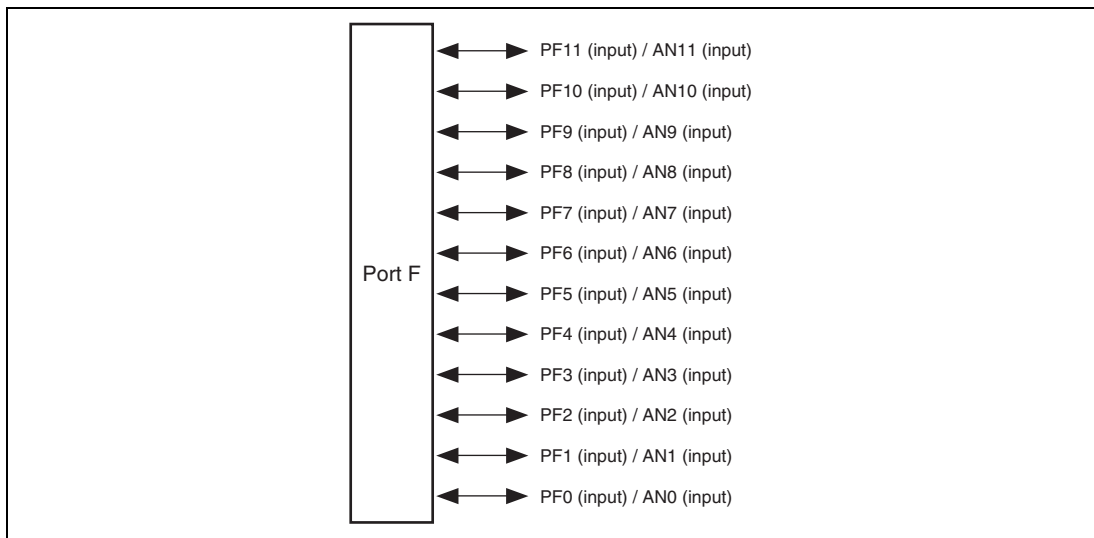 PF11 (input) / AN11 (input)
PF10 (input) / AN10 (input)
PF9 (input) / AN9 (input)
PF8 (input) / AN8 (input)
PF7 (input) / AN7 (input)
PF6 (input) / AN6 (input)
Port F
PF5 (input) / AN5 (input)
PF4 (input) / AN4 (input)
PF3 (input) / AN3 (input)
PF2 (input) / AN2 (input)
PF1 (input) / AN1 (input)
PF0 (input) / AN0 (input)